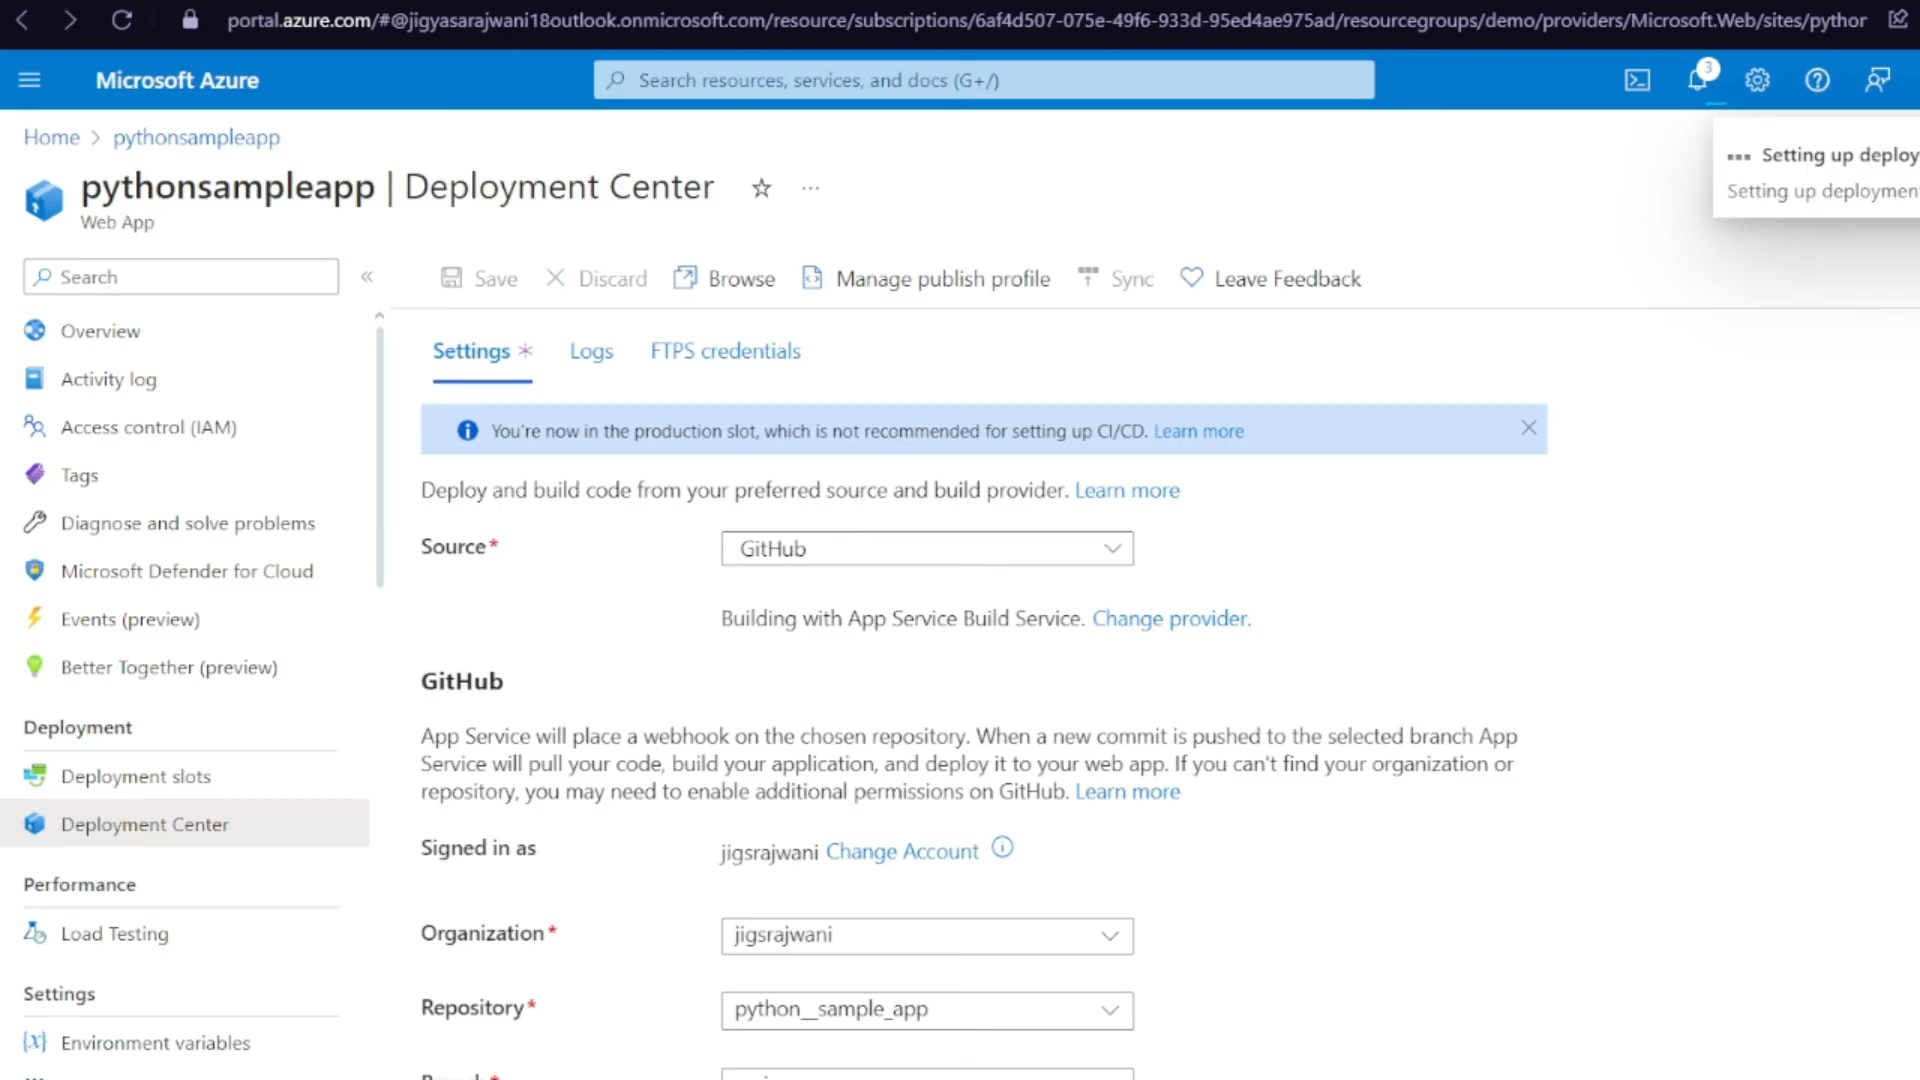 portal.azure.com/#@jigyasarajwani18outlook.onmicrosoft.com/resource/subscriptions/6af4d507-075e-49f6-933d-95ed4ae975ad/resourcegroups/demo/providers/Microsoft.Web/sites/pythor
Microsoft Azure
Search resources, services, and docs (G+/)
3
Home > pythonsampleapp
Setting up deploy
Setting up deploymen
pythonsampleapp | Deployment Center
Web App
Search
Save
Discard
Browse
Manage publish profile
Sync
Leave Feedback
Overview
Activity log
Access control (IAM)
Tags
Diagnose and solve problems
Microsoft Defender for Cloud
Events (preview)
Better Together (preview)
Deployment
Deployment slots
Deployment Center
Performance
Load Testing
Settings
Environment variables
Settings *
Logs
FTPS credentials
You're now in the production slot, which is not recommended for setting up CI/CD. Learn more
Deploy and build code from your preferred source and build provider. Learn more
Source*
GitHub
Building with App Service Build Service. Change provider.
GitHub
App Service will place a webhook on the chosen repository. When a new commit is pushed to the selected branch App
Service will pull your code, build your application, and deploy it to your web app. If you can't find your organization or
repository, you may need to enable additional permissions on GitHub. Learn more
Signed in as
jigsrajwani Change Account
Organization*
jigsrajwani
Repository*
python__sample_app